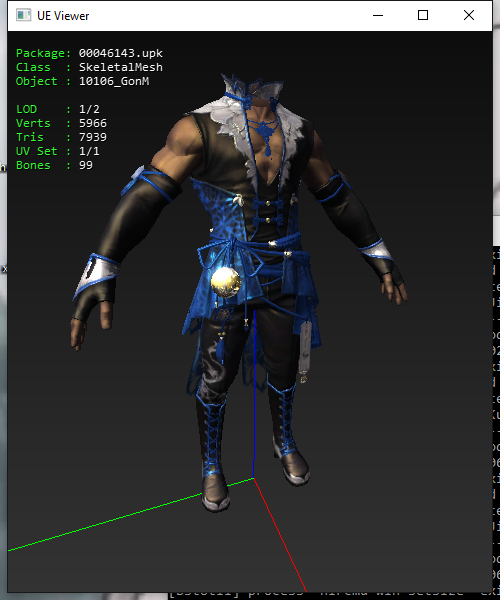 UE Viewer
Package: 00046143.upk
Class : SkeletalMesh
Object : 10106_GonM
LOD : 1/2
Verts : 5966
Tris : 7939
UV Set : 1/1
Bones : 99